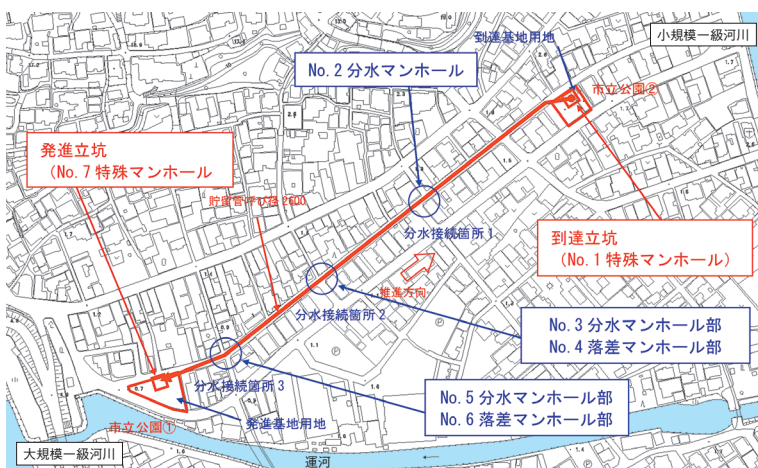 小規模一級河川
到達基地用地
No.2 分水マンホール
市立公園②
発進立坑
（No.7 特殊マンホール
貯留管呼び径2600
分水接続箇所 1
到達立坑
（No.1 特殊マンホール）
推進方向
分水接続箇所 2
No.3 分水マンホール部
No.4 落差マンホール部
分水接続箇所 3
No.5 分水マンホール部
No.6 落差マンホール部
発進基地用地
市立公園①
大規模一級河川
運河